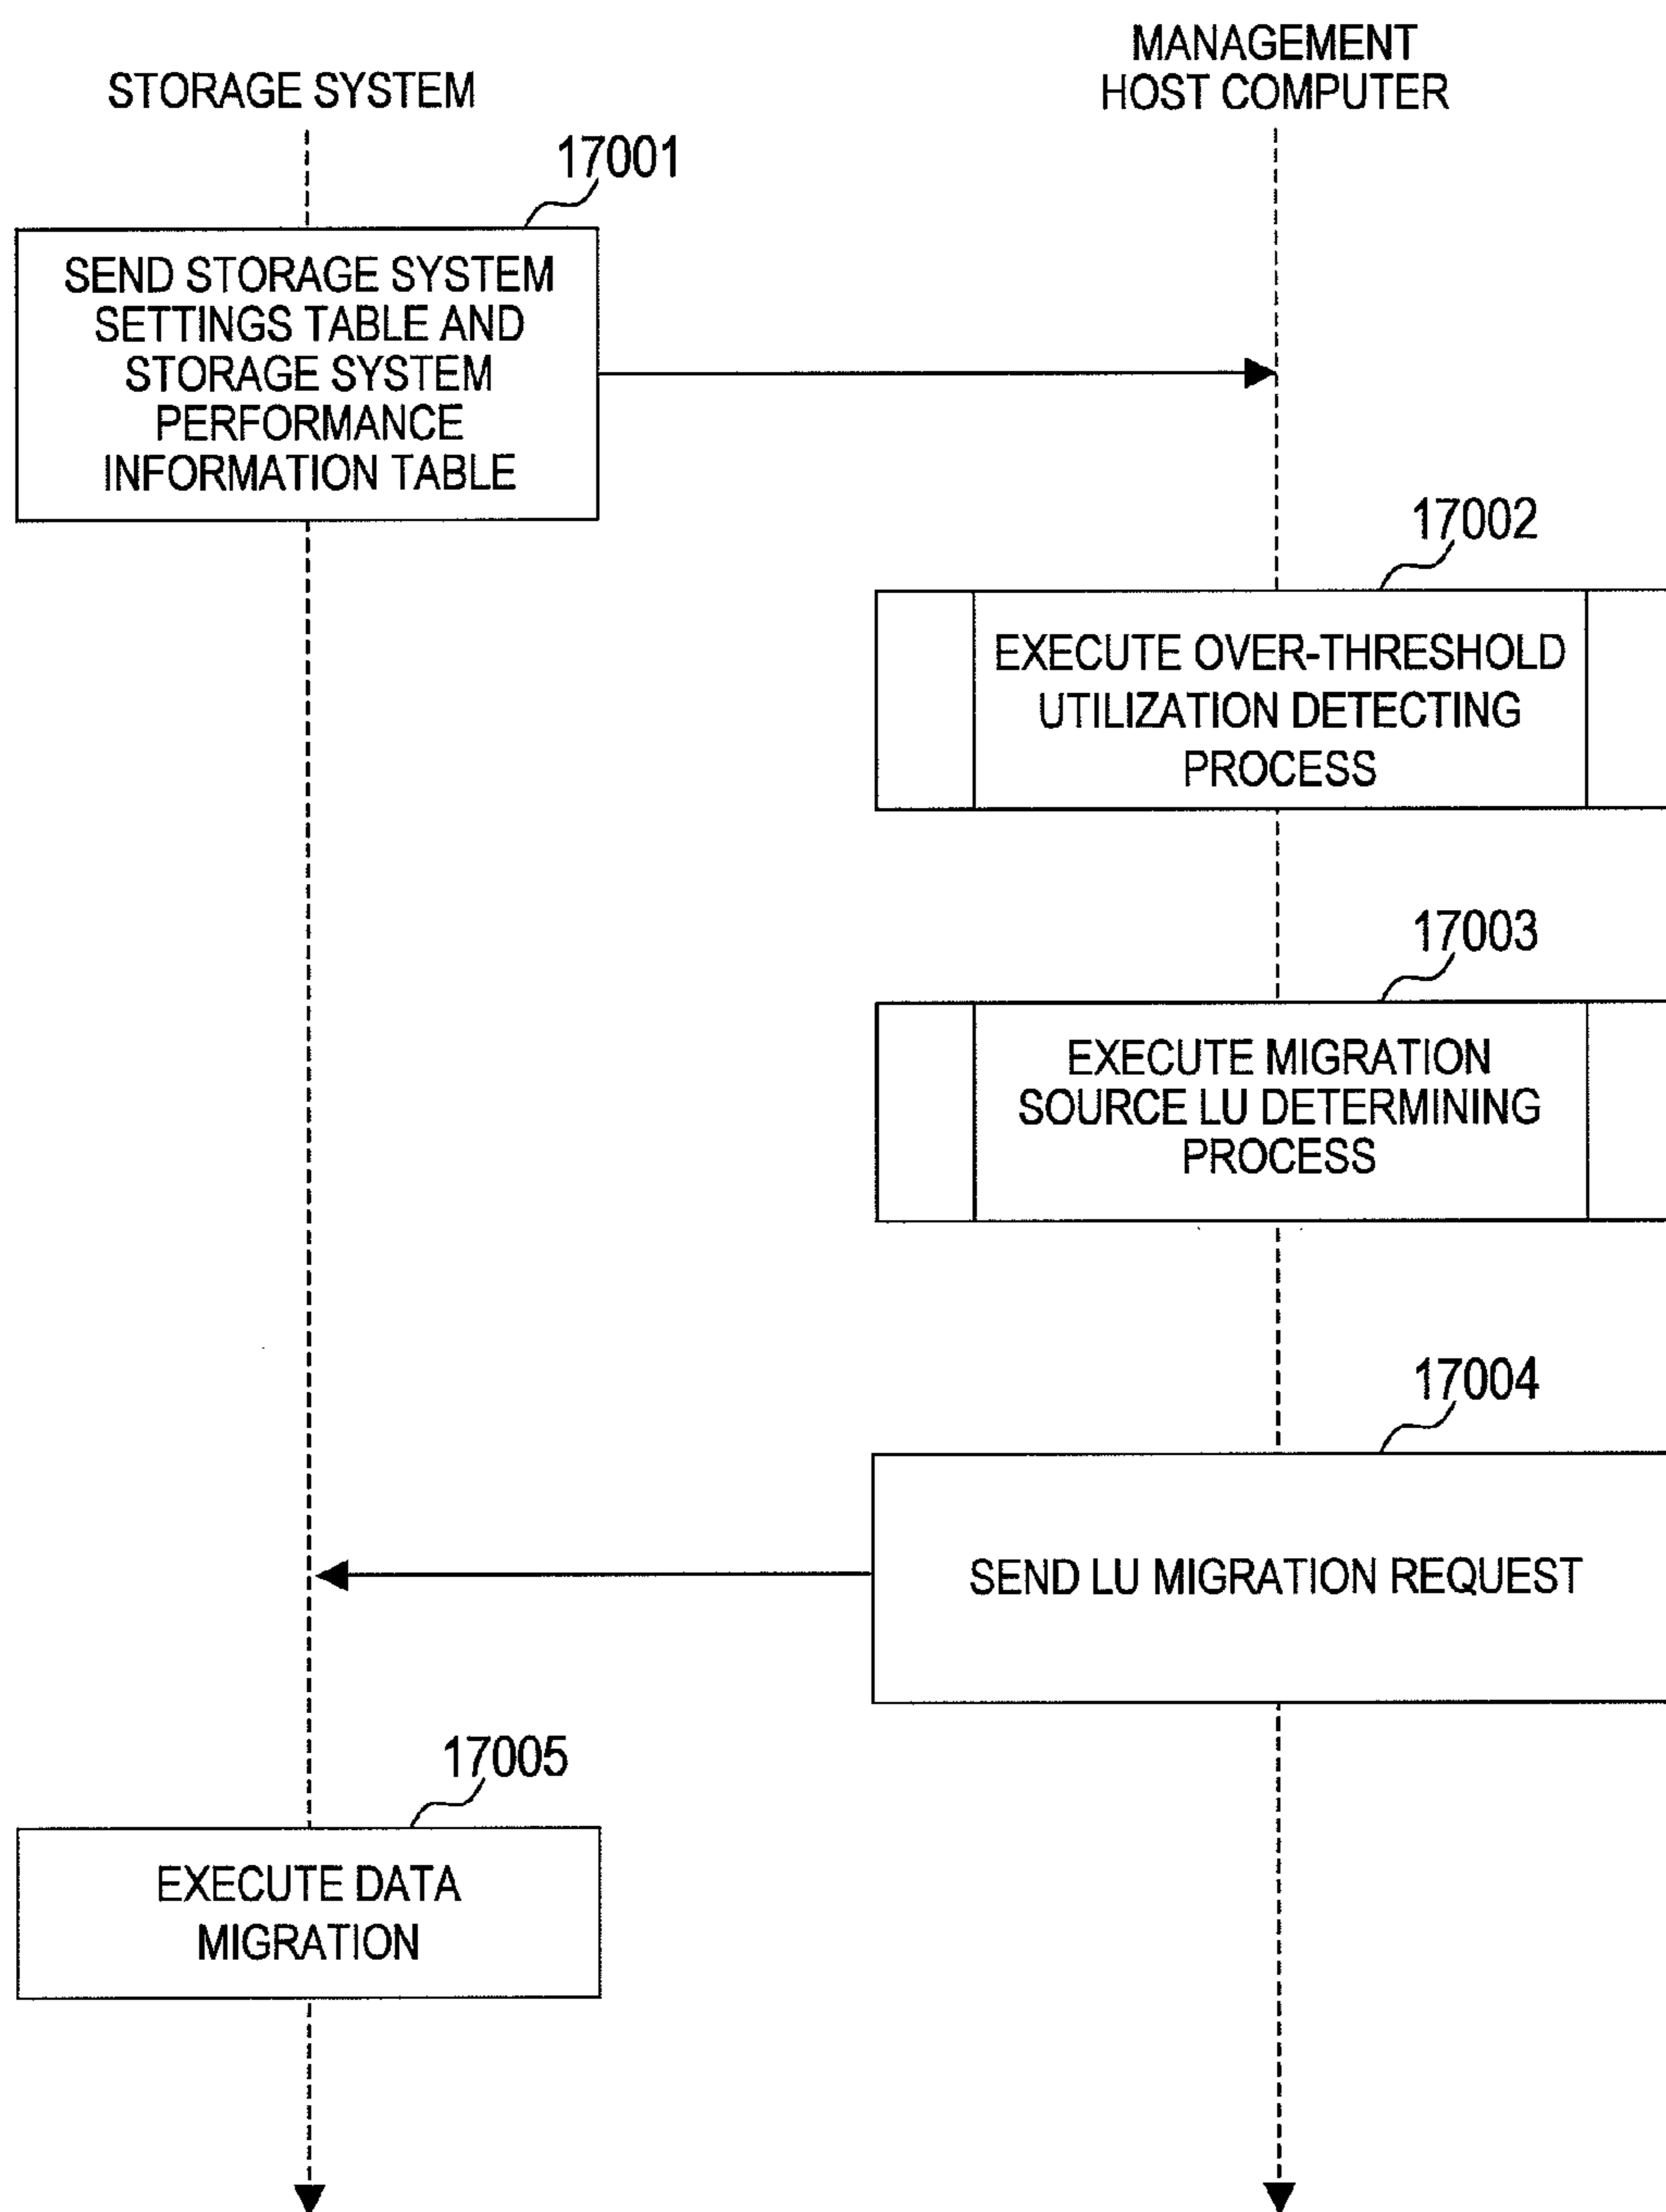 STORAGE SYSTEM
MANAGEMENT
HOST COMPUTER
17001
SEND STORAGE SYSTEM
SETTINGS TABLE AND
STORAGE SYSTEM
PERFORMANCE
INFORMATION TABLE
17002
EXECUTE OVER-THRESHOLD
UTILIZATION DETECTING
PROCESS
17003
EXECUTE MIGRATION
SOURCE LU DETERMINING
PROCESS
17004
SEND LU MIGRATION REQUEST
17005
EXECUTE DATA
MIGRATION